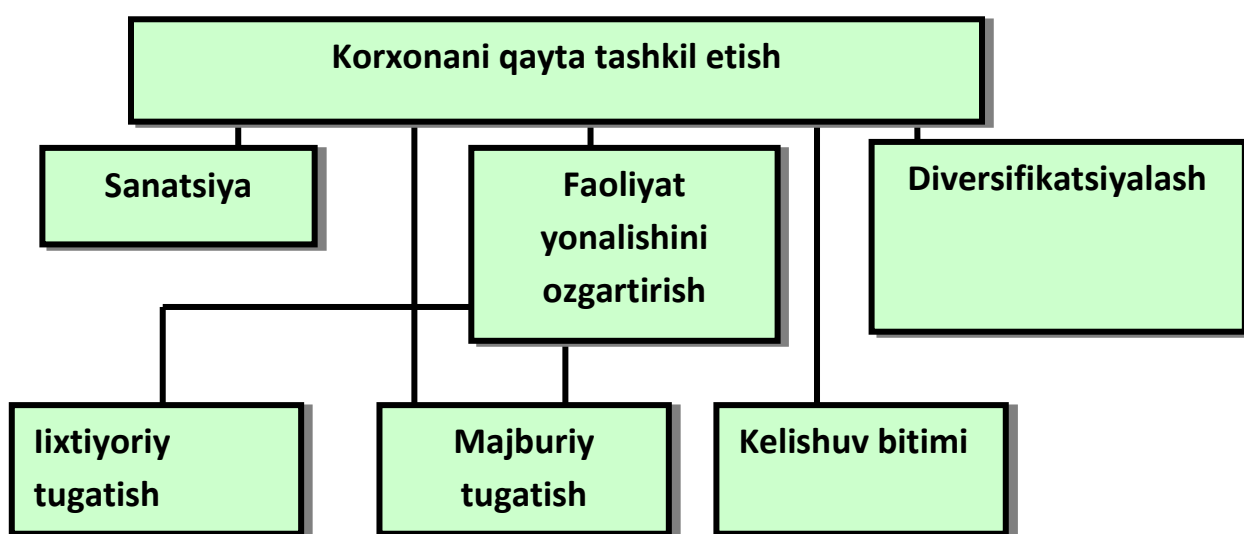 Korxonani qayta tashkil etish
Sanatsiya
Faoliyat
yonalishini
ozgartirish
Diversifikatsiyalash
Iixtiyoriy
tugatish
Majburiy
tugatish
Kelishuv bitimi